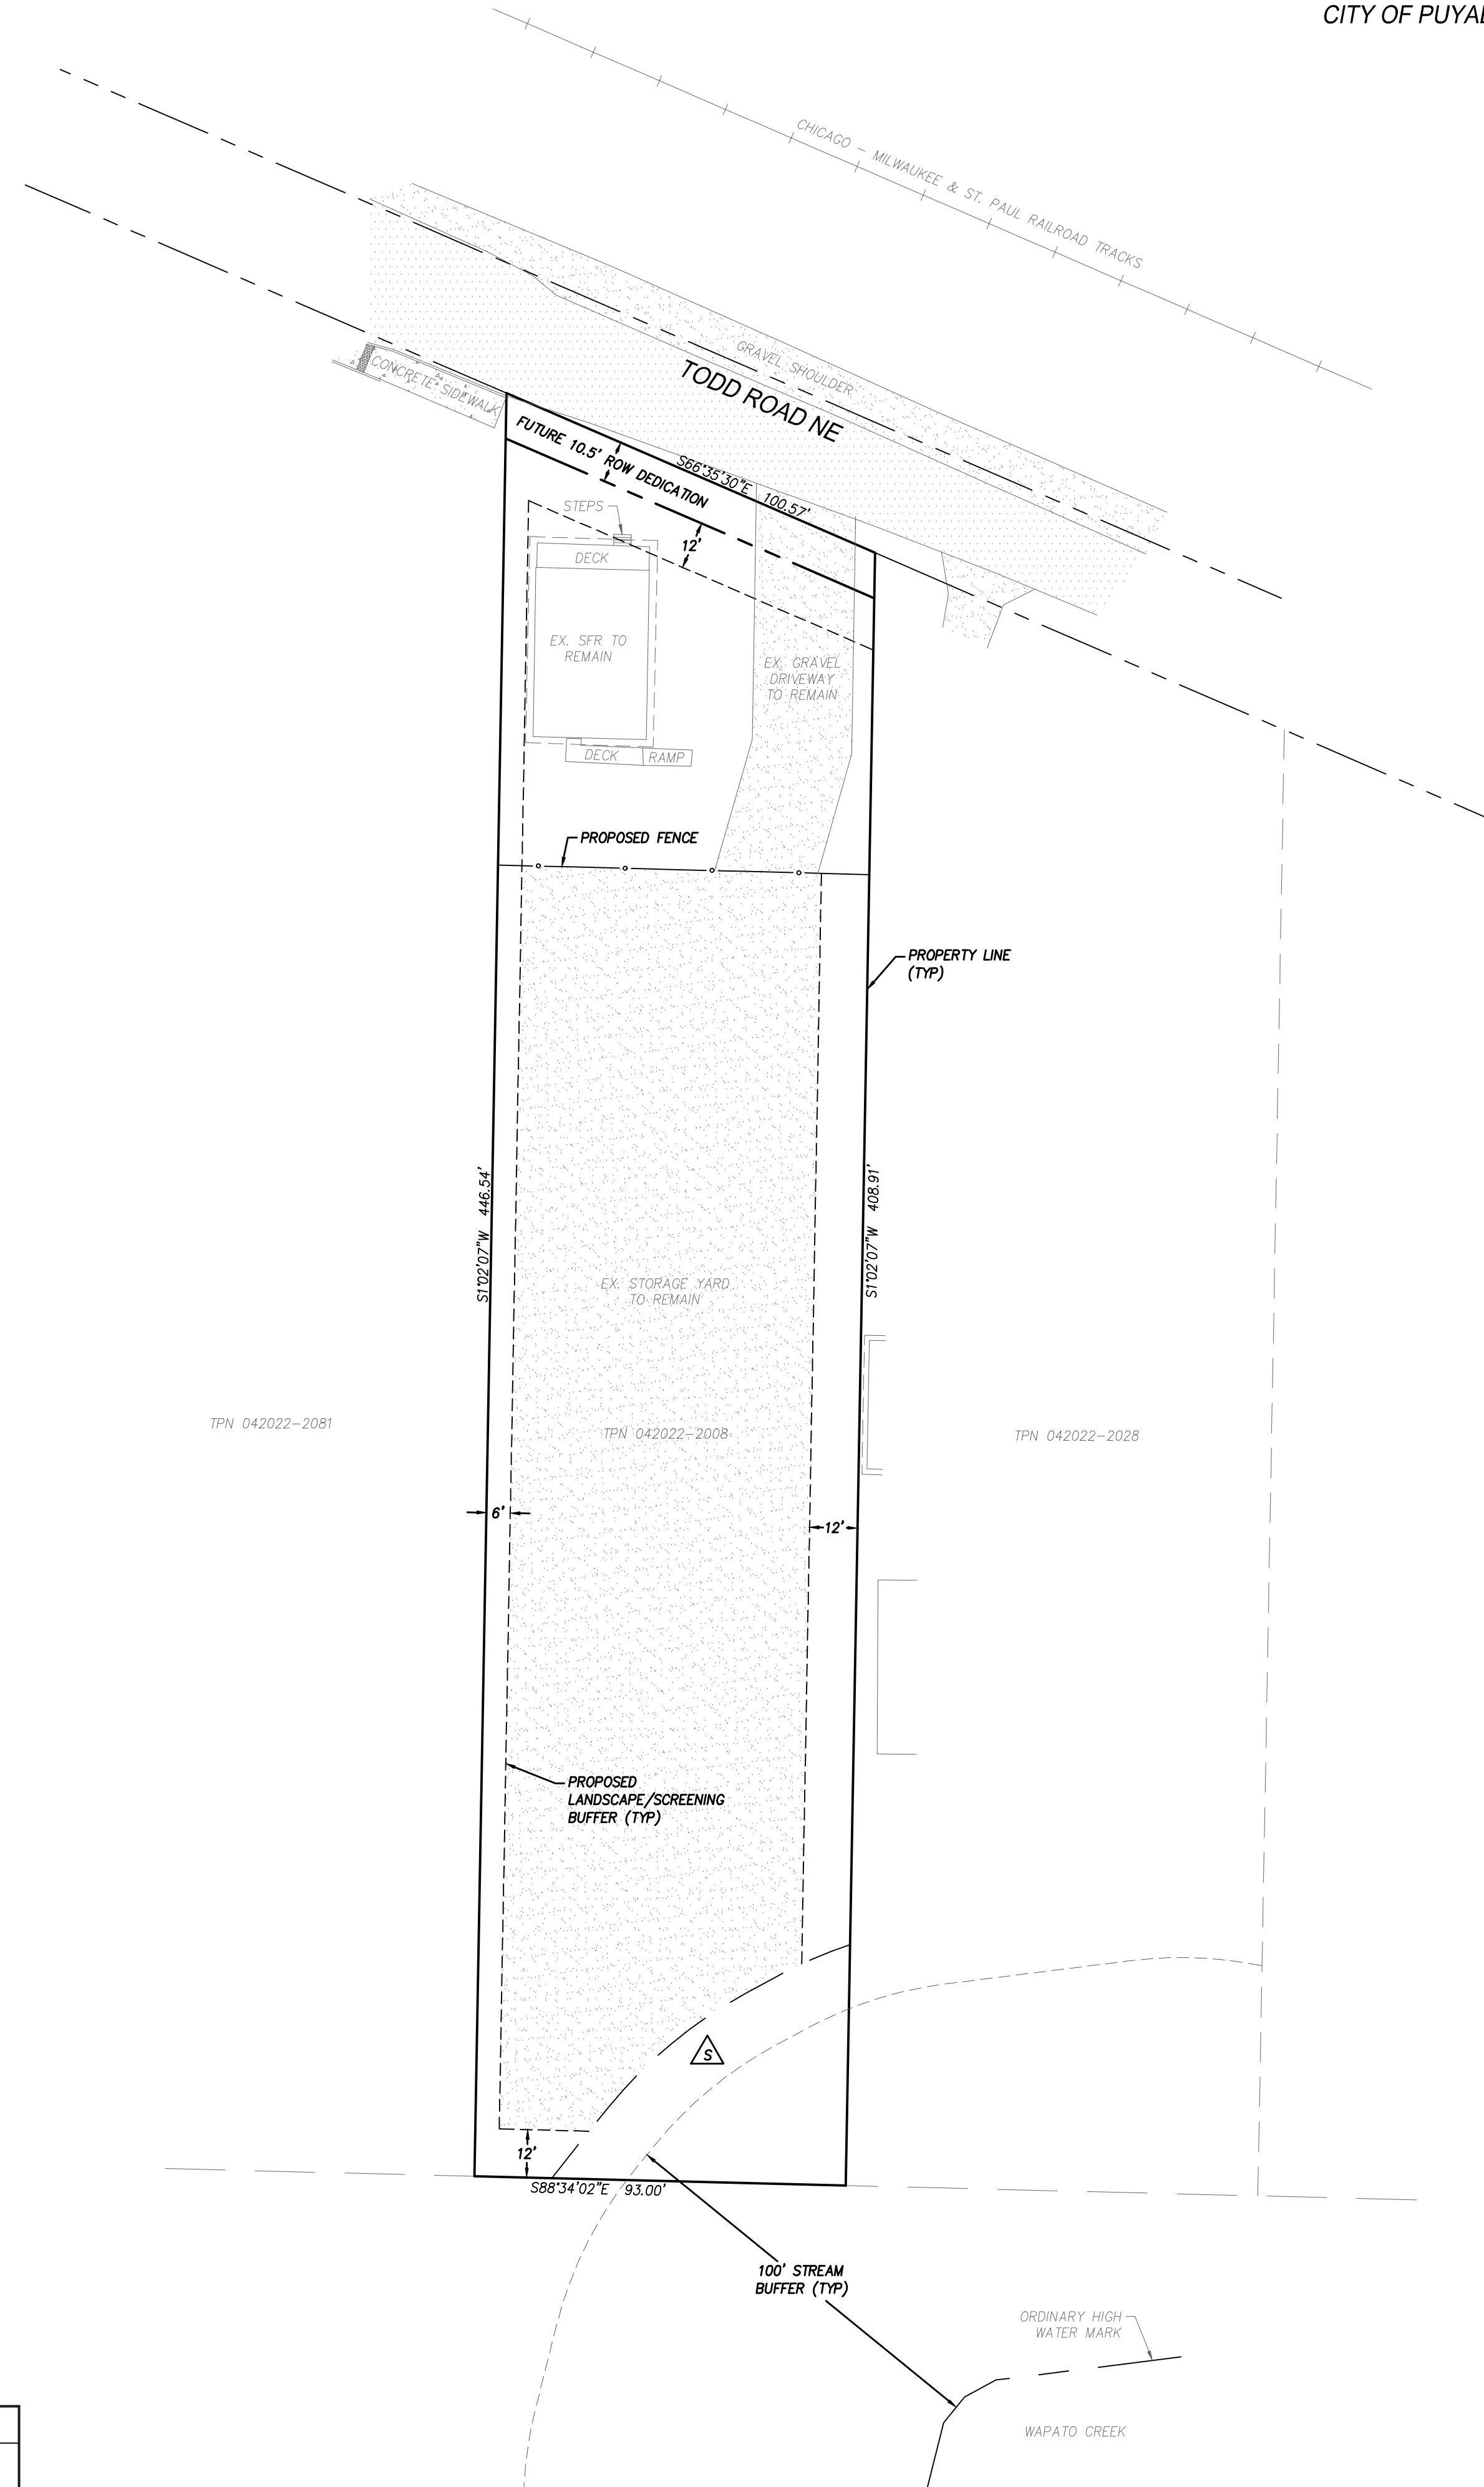 CHICAGO - MILWAUKEE & ST. PAUL RAILROAD TRACKS
GRAVEL SHOULDER
TODD ROAD NE
CONCRETE SIDEWALK
FUTURE 10.5' ROW DEDICATION
S66°35'30"E 100.57'
STEPS
12'
DECK
EX. SFR TO
REMAIN
EX. GRAVEL
DRIVEWAY
TO REMAIN
DECK
RAMP
PROPOSED FENCE
PROPERTY LINE
(TYP)
S1°02'07"W 446.54'
S1°02'07"W 408.91'
EX. STORAGE YARD
TO REMAIN
TPN 042022-2081
TPN 042022-2008
TPN 042022-2028
6'
12'
PROPOSED
LANDSCAPE/SCREENING
BUFFER (TYP)
S
12'
S88°34'02"E 93.00'
100' STREAM
BUFFER (TYP)
ORDINARY HIGH
WATER MARK
WAPATO CREEK
CITY OF